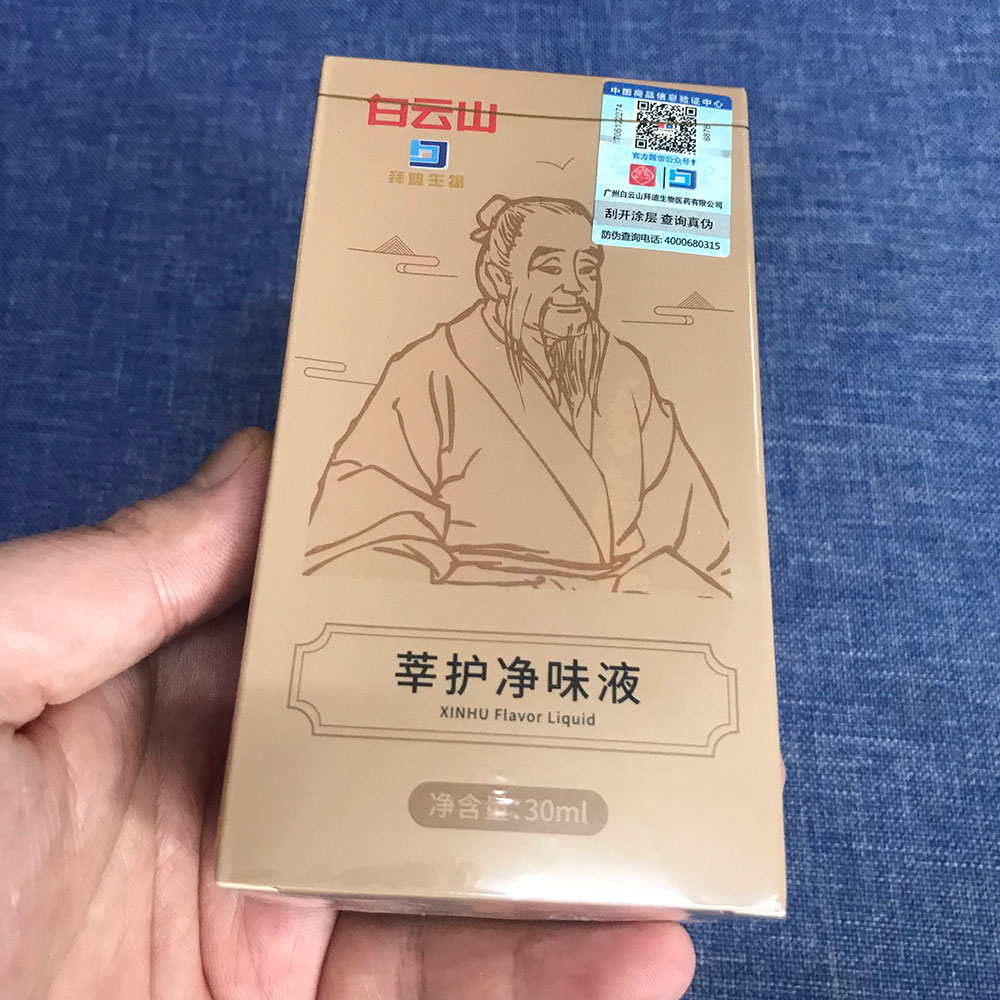 白云山
拜迪生物
中国商品信息验证中心
官方微信公众号↑
广州白云山拜迪生物医药有限公司
刮开涂层 查询真伪
防伪查询电话: 4000680315
莘护净味液
XINHU Flavor Liquid
净含量:30ml